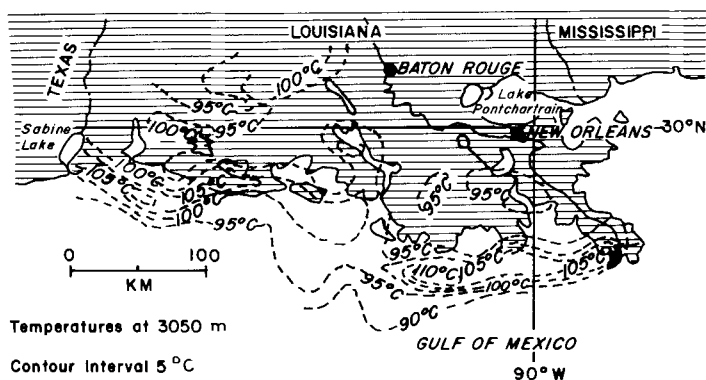 LOUISIANA
MISSISSIPPI
TEXAS
BATON ROUGE
Lake
Pontchartrain
NEW ORLEANS
30°N
Sabine
Lake
100°C
95°C
95°C
100°C
95°C
100°C
105°C
105°C
100°C
95°C
95°C
95°C
95°C
110°C
105°C
105°C
100°C
95°C
90°C
0
100
KM
Temperatures at 3050 m
Contour Interval 5 °C
GULF OF MEXICO
90°W